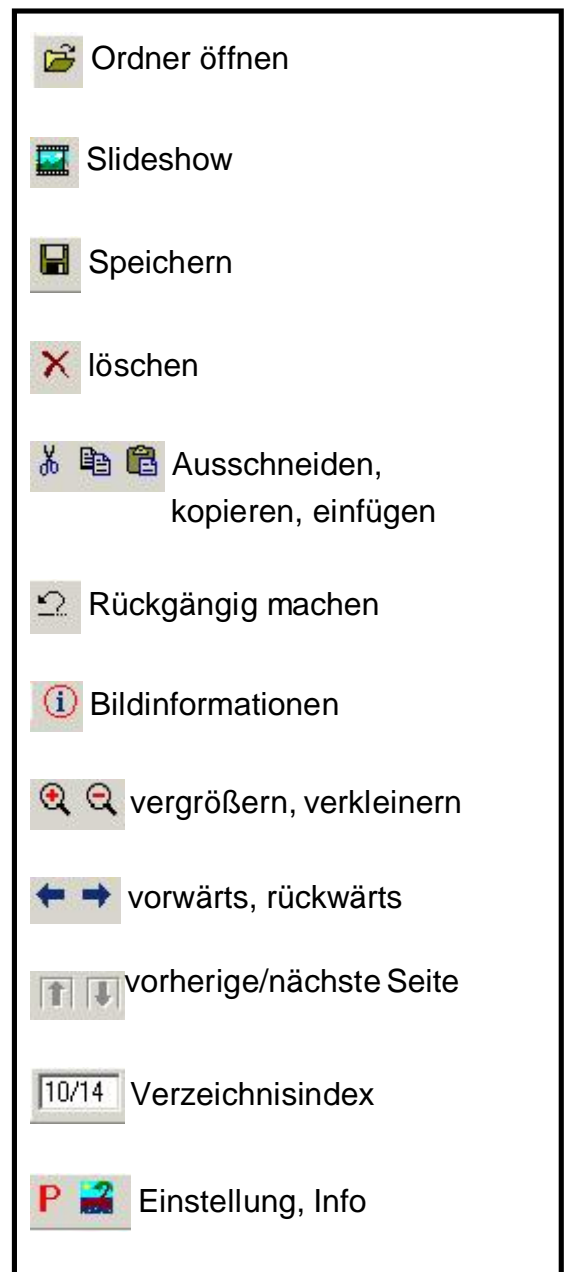 Ordner öffnen
Slideshow
Speichern
löschen
Ausschneiden,
kopieren, einfügen
Rückgängig machen
Bildinformationen
vergrößern, verkleinern
vorwärts, rückwärts
vorherige/nächste Seite
10/14 Verzeichnisindex
P Einstellung, Info